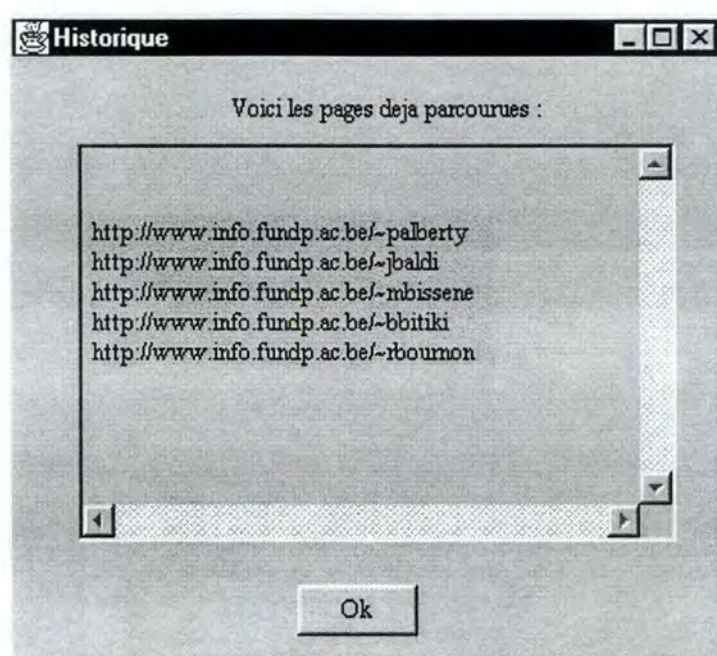 Historique
Voici les pages deja parcourues :
http://www.info.fundp.ac.be/~palberty
http://www.info.fundp.ac.be/~jbaldi
http://www.info.fundp.ac.be/~mbissene
http://www.info.fundp.ac.be/~bbitiki
http://www.info.fundp.ac.be/~rbournon
Ok